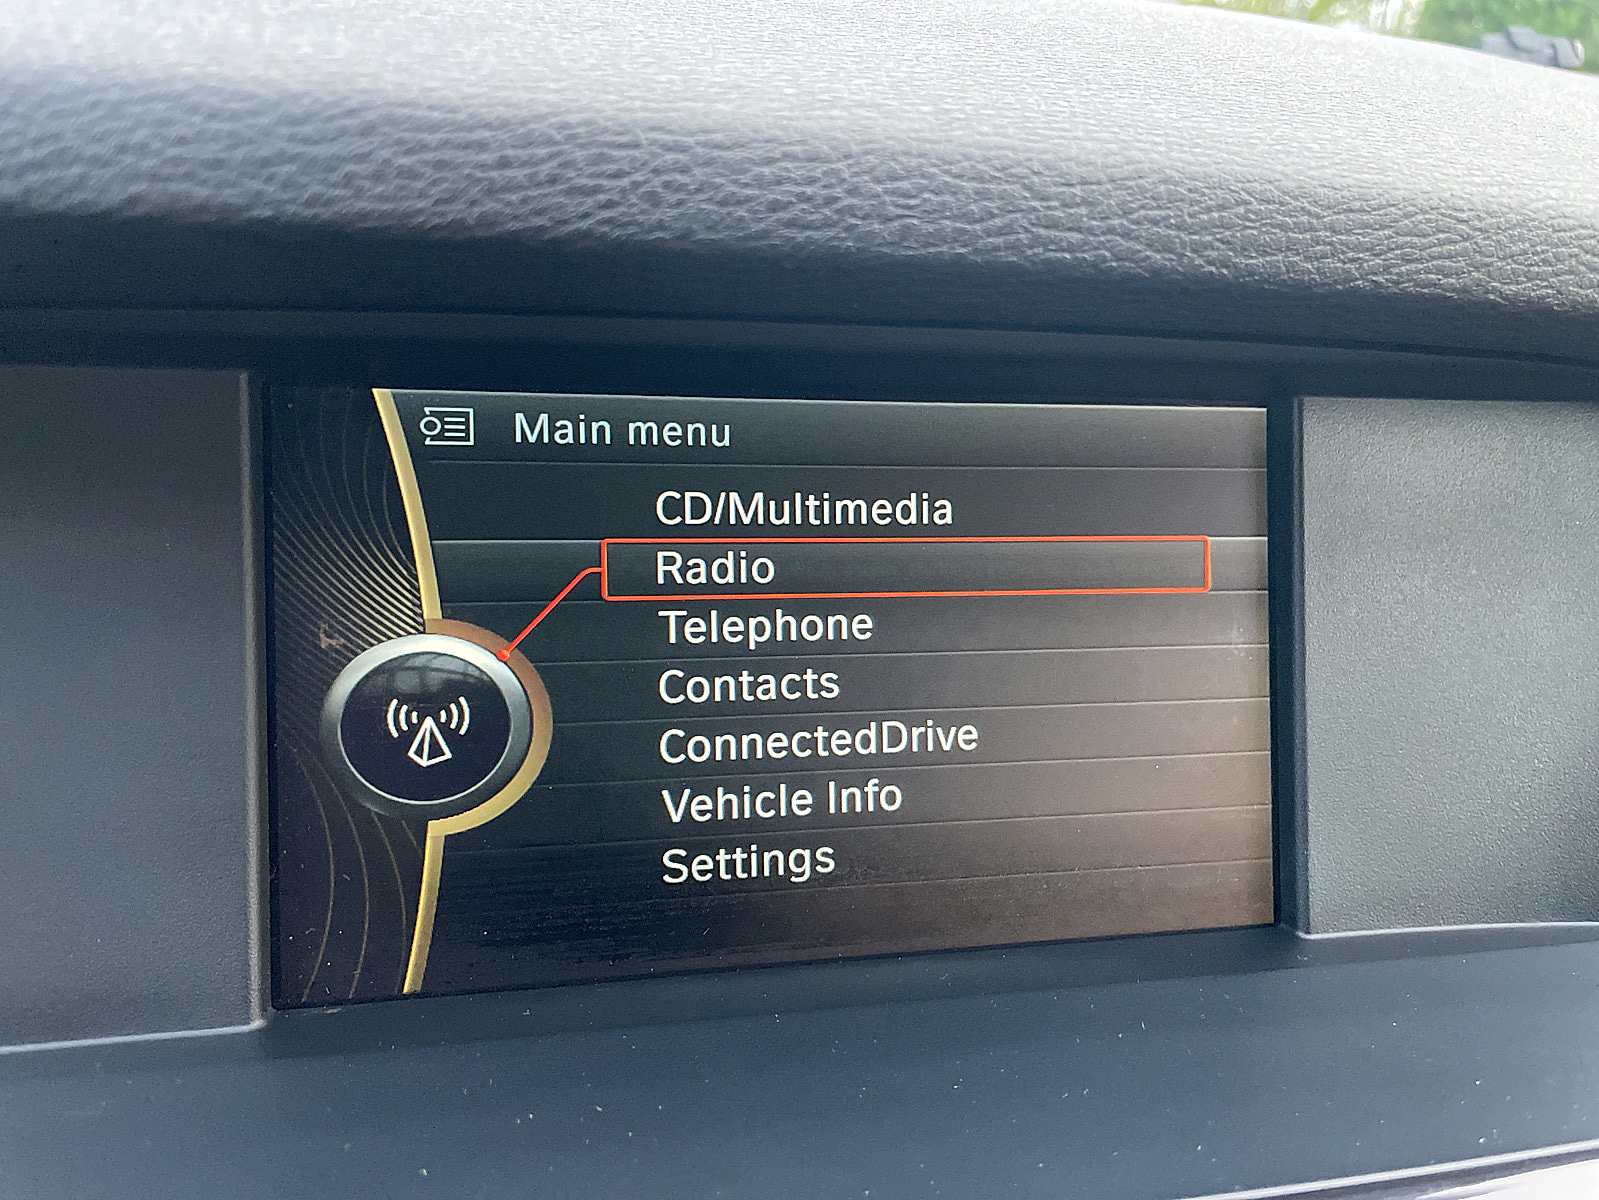 Main menu
CD/Multimedia
Radio
Telephone
Contacts
ConnectedDrive
Vehicle Info
Settings